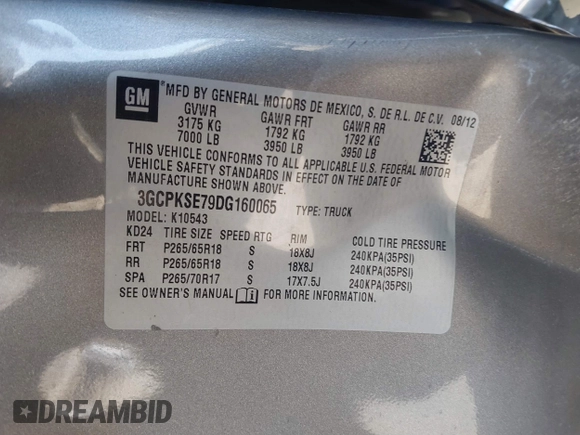 GM
®MFD BY GENERAL MOTORS DE MEXICO, S. DE R.L. DE C.V. 08/12
GVWR GAWR FRT GAWR RR
3175 KG 1792 KG 1792 KG
7000 LB 3950 LB 3950 LB
THIS VEHICLE CONFORMS TO ALL APPLICABLE U.S. FEDERAL MOTOR
VEHICLE SAFETY STANDARDS IN EFFECT ON THE DATE OF
MANUFACTURE SHOWN ABOVE.
3GCPKSE79DG160065 TYPE: TRUCK
MODEL: K10543
KD24 TIRE SIZE SPEED RTG RIM COLD TIRE PRESSURE
FRT P265/65R18 S 18X8J 240KPA(35PSI)
RR P265/65R18 S 18X8J 240KPA(35PSI)
SPA P265/70R17 S 17X7.5J 240KPA(35PSI)
SEE OWNER'S MANUAL FOR MORE INFORMATION.
DREAMBID